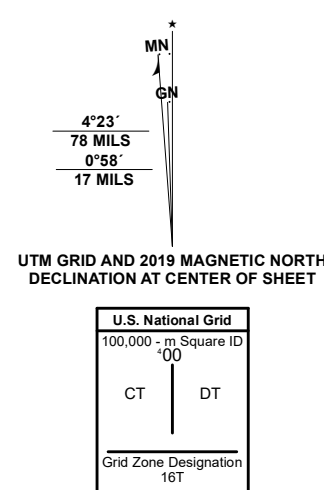 ★
MN
GN
4°23´
78 MILS
0°58´
17 MILS
UTM GRID AND 2019 MAGNETIC NORTH
DECLINATION AT CENTER OF SHEET
U.S. National Grid
100,000 - m Square ID
⁴00
CT DT
Grid Zone Designation
16T